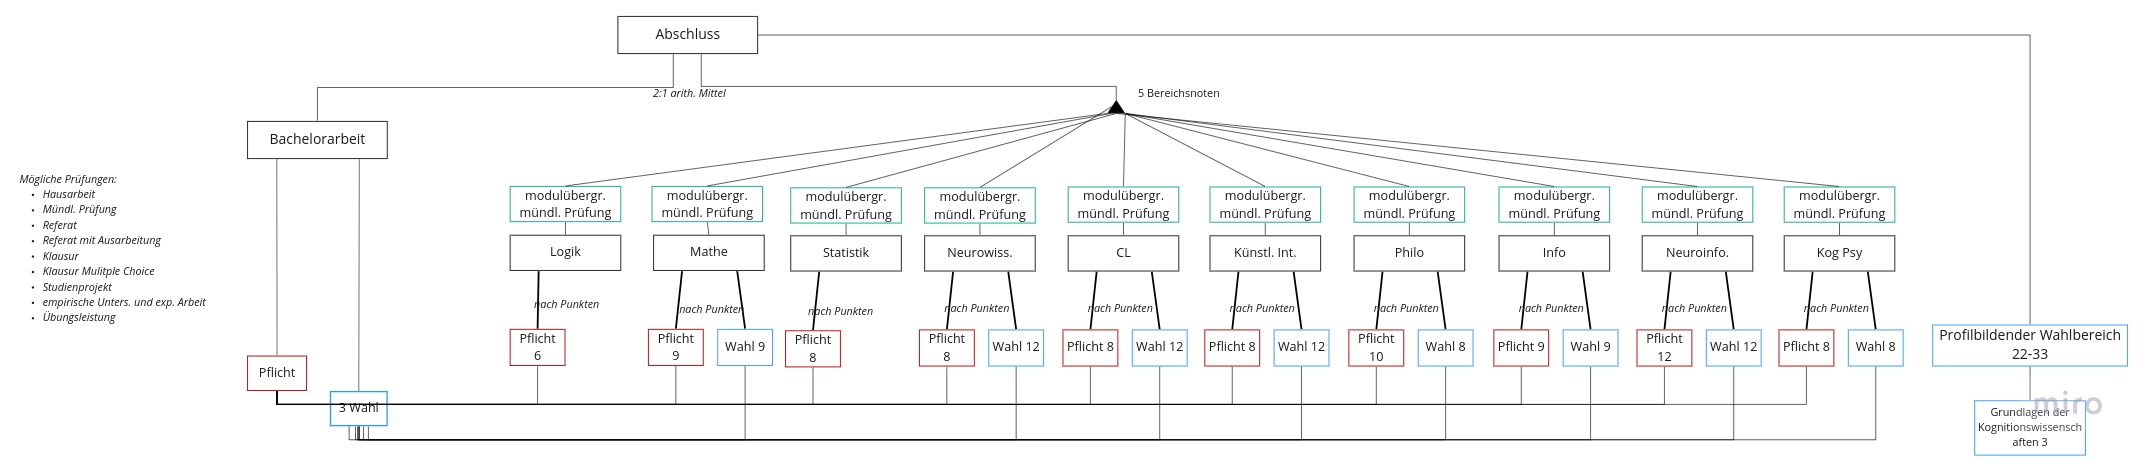 Abschluss
2:1 arith. Mittel
5 Bereichsnoten
Bachelorarbeit
Mögliche Prüfungen:
Hausarbeit
Mündl. Prüfung
Referat
Referat mit Ausarbeitung
Klausur
Klausur Mulitple Choice
Studienprojekt
empirische Unters. und exp. Arbeit
Übungsleistung
modulübergr.
mündl. Prüfung
modulübergr.
mündl. Prüfung
modulübergr.
mündl. Prüfung
modulübergr.
mündl. Prüfung
modulübergr.
mündl. Prüfung
modulübergr.
mündl. Prüfung
modulübergr.
mündl. Prüfung
modulübergr.
mündl. Prüfung
modulübergr.
mündl. Prüfung
modulübergr.
mündl. Prüfung
Logik
Mathe
Statistik
Neurowiss.
CL
Künstl. Int.
Philo
Info
Neuroinfo.
Kog Psy
nach Punkten
nach Punkten
nach Punkten
nach Punkten
nach Punkten
nach Punkten
nach Punkten
nach Punkten
nach Punkten
nach Punkten
Pflicht
6
Pflicht
9
Wahl 9
Pflicht
8
Pflicht
8
Wahl 12
Pflicht 8
Wahl 12
Pflicht 8
Wahl 12
Pflicht
10
Wahl 8
Pflicht 9
Wahl 9
Pflicht
12
Wahl 12
Pflicht 8
Wahl 8
Profilbildender Wahlbereich
22-33
Pflicht
3 Wahl
miro
Grundlagen der
Kognitionswissensch
aften 3